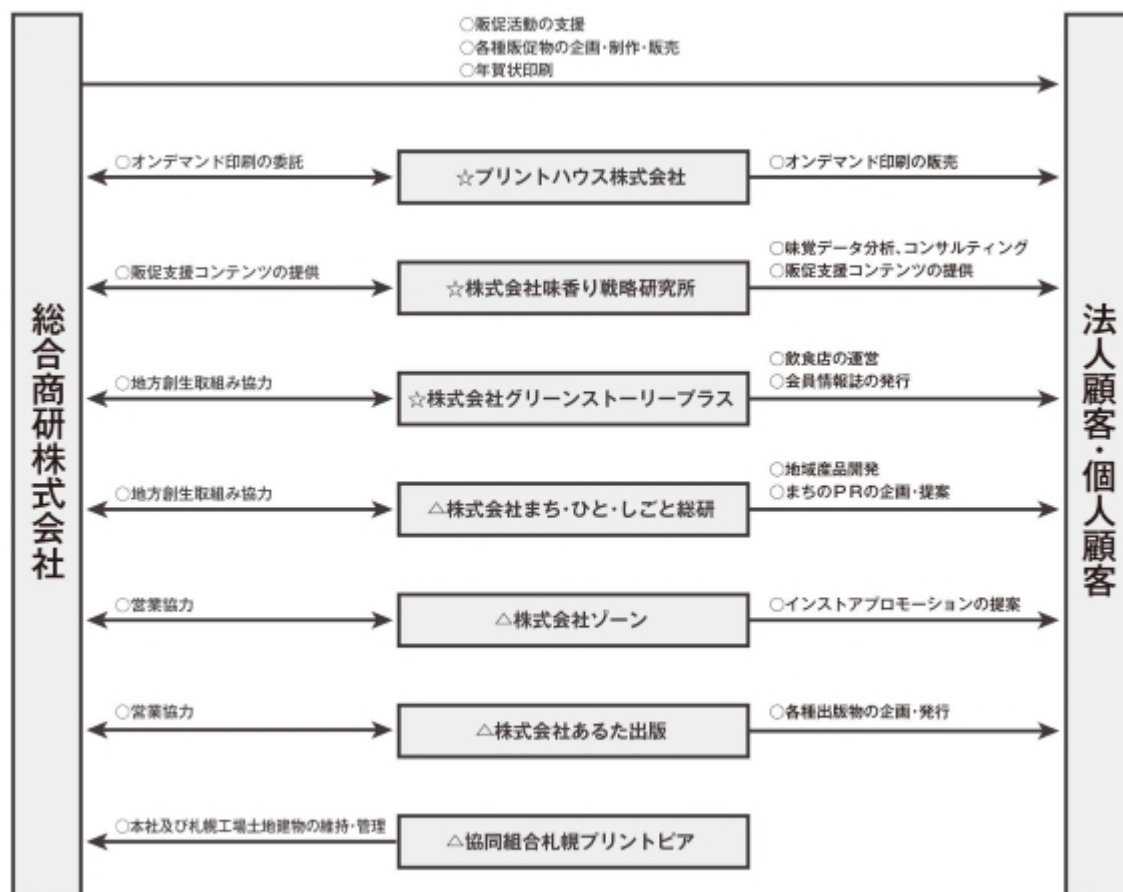 ○販促活動の支援
○各種販促物の企画・制作・販売
○年賀状印刷
総合商研株式会社
法人顧客・個人顧客
○オンデマンド印刷の委託
☆プリントハウス株式会社
○オンデマンド印刷の販売
○販促支援コンテンツの提供
☆株式会社味香り戦略研究所
○味覚データ分析、コンサルティング
○販促支援コンテンツの提供
○地方創生取組み協力
☆株式会社グリーンストーリープラス
○飲食店の運営
○会員情報誌の発行
○地方創生取組み協力
△株式会社まち・ひと・しごと総研
○地域産品開発
○まちのPRの企画・提案
○営業協力
△株式会社ゾーン
○インストアプロモーションの提案
○営業協力
△株式会社あるた出版
○各種出版物の企画・発行
○本社及び札幌工場土地建物の維持・管理
△協同組合札幌プリントピア